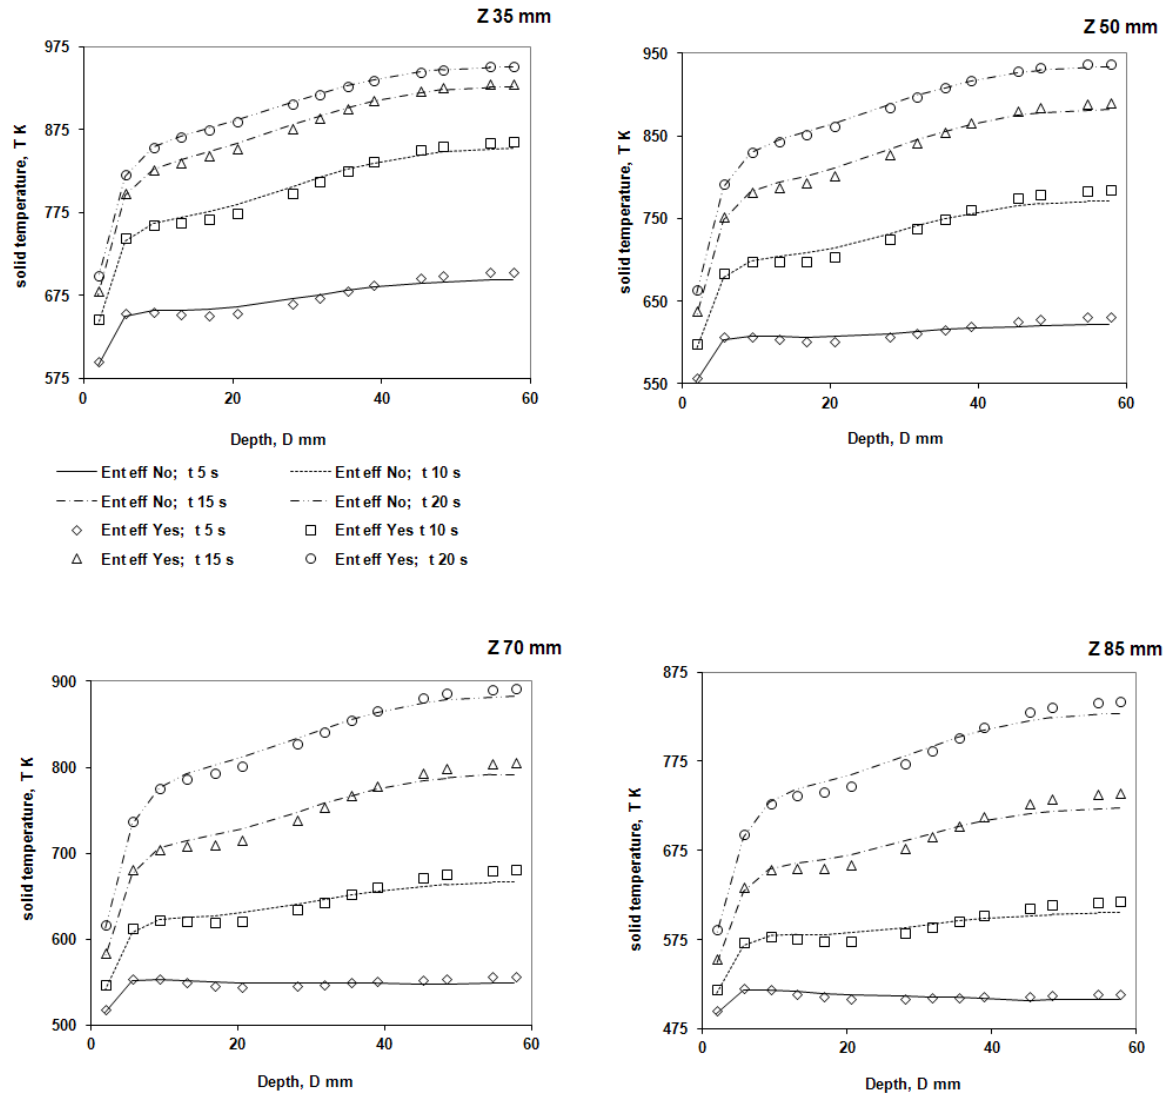 Z 35 mm
975
875
775
675
575
0
20
40
60
solid temperature, T K
Depth, D mm
Z 50 mm
950
850
750
650
550
0
20
40
60
solid temperature, T K
Depth, D mm
Ent eff No; t 5 s
Ent eff No; t 10 s
Ent eff No; t 15 s
Ent eff No; t 20 s
Ent eff Yes; t 5 s
Ent eff Yes t 10 s
Ent eff Yes; t 15 s
Ent eff Yes; t 20 s
Z 70 mm
900
800
700
600
500
0
20
40
60
solid temperature, T K
Depth, D mm
Z 85 mm
875
775
675
575
475
0
20
40
60
solid temperature, T K
Depth, D mm